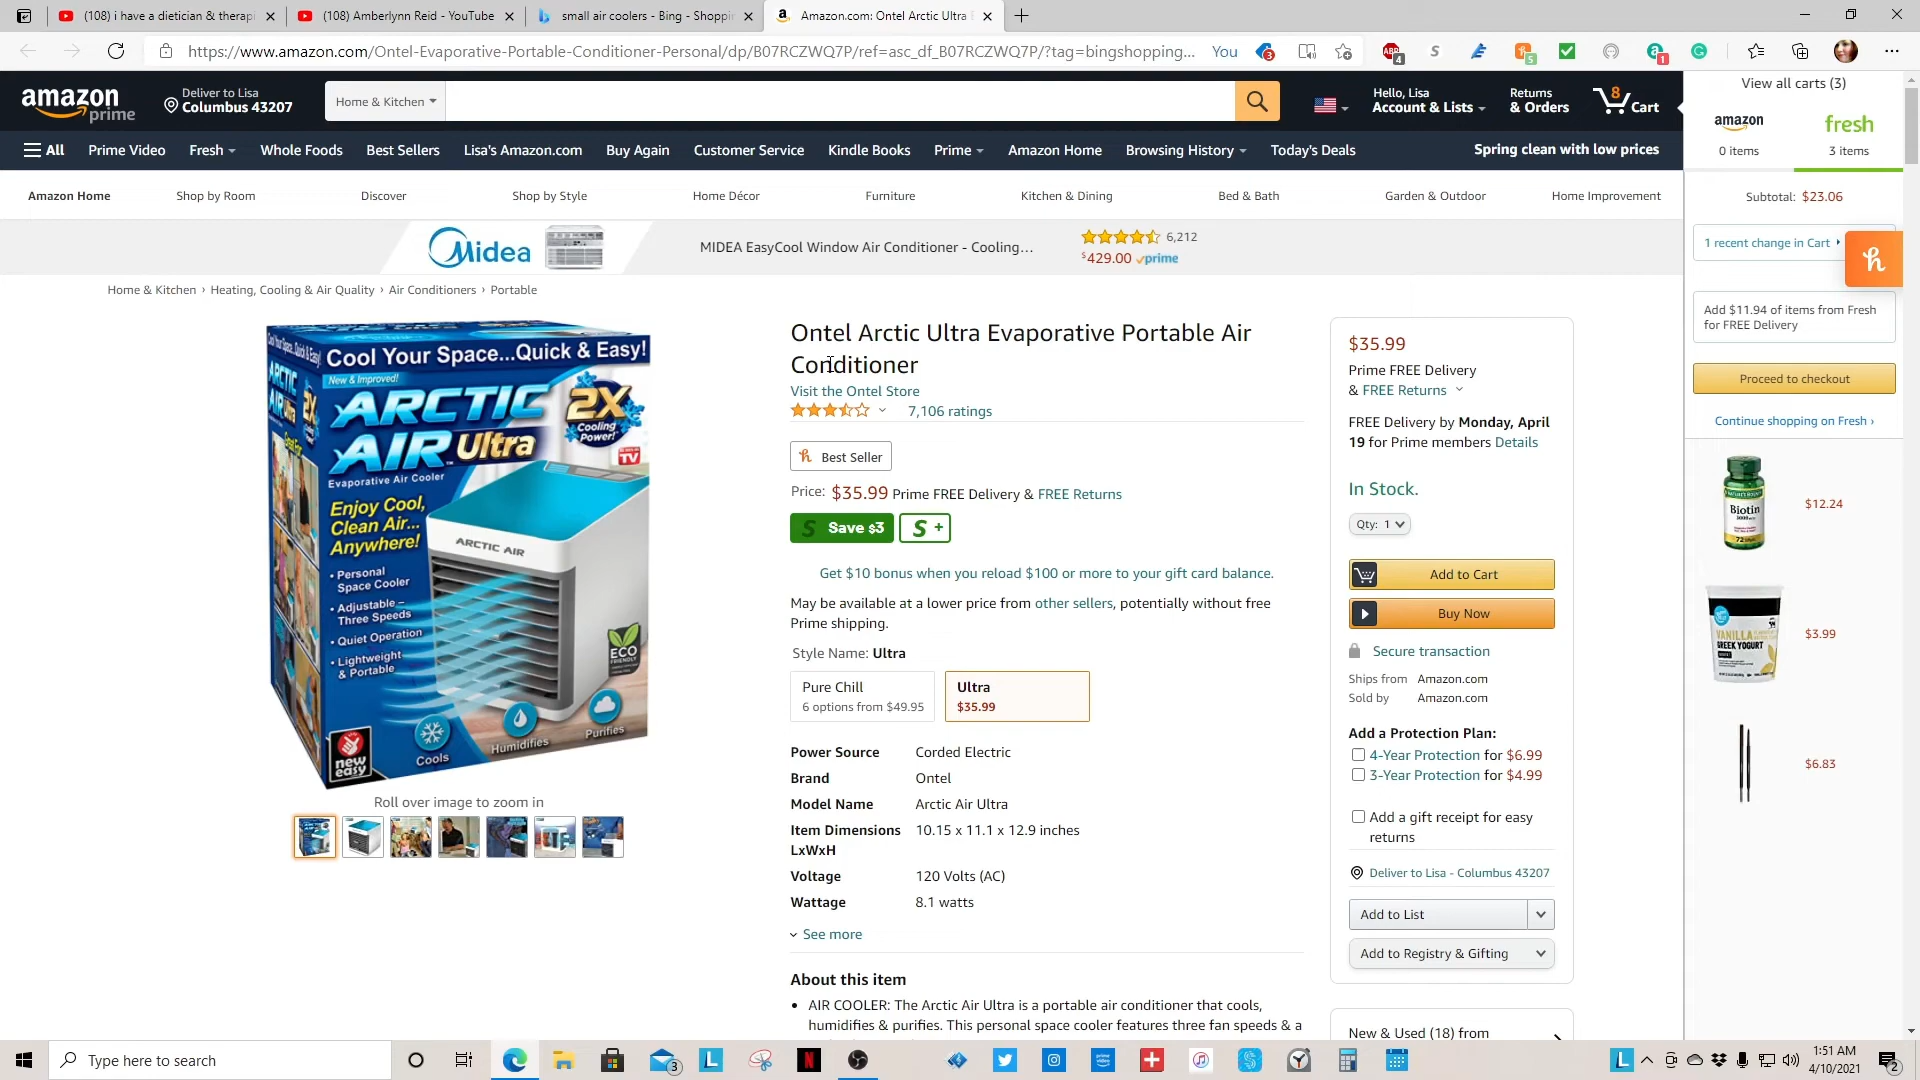 (108) i have a dietician & therap
(108) Amberlynn Reid - YouTube
small air coolers - Bing - Shoppin
Amazon.com: Ontel Arctic Ultra E
https://www.amazon.com/Ontel-Evaporative-Portable-Conditioner-Personal/dp/B07RCZWQ7P/ref=asc_df_B07RCZWQ7P/?tag=bingshopping...
You
amazon
prime
Deliver to Lisa
Columbus 43207
Home & Kitchen
Hello, Lisa
Account & Lists
Returns
& Orders
8
Cart
View all carts (3)
amazon
0 items
fresh
3 items
All
Prime Video
Fresh
Whole Foods
Best Sellers
Lisa's Amazon.com
Buy Again
Customer Service
Kindle Books
Prime
Amazon Home
Browsing History
Today's Deals
Spring clean with low prices
Amazon Home
Shop by Room
Discover
Shop by Style
Home Décor
Furniture
Kitchen & Dining
Bed & Bath
Garden & Outdoor
Home Improvement
Subtotal: $23.06
1 recent change in Cart
Add $11.94 of items from Fresh
for FREE Delivery
Proceed to checkout
Continue shopping on Fresh ›
$12.24
$3.99
$6.83
Biotin
VANILLA
GREEK YOGURT
Midea
MIDEA EasyCool Window Air Conditioner - Cooling...
6,212
$429.00 prime
Home & Kitchen › Heating, Cooling & Air Quality › Air Conditioners › Portable
Cool Your Space...Quick & Easy!
New & Improved!
ARCTIC
AIR Ultra
2X
Cooling
Power!
Evaporative Air Cooler
Enjoy Cool,
Clean Air...
Anywhere!
• Personal
Space Cooler
• Adjustable –
Three Speeds
• Quiet Operation
• Lightweight
& Portable
ARCTIC AIR
ECO
FRIENDLY
Cools
Humidifies
Purifies
new
easy
Roll over image to zoom in
Ontel Arctic Ultra Evaporative Portable Air
Conditioner
Visit the Ontel Store
7,106 ratings
Best Seller
Price: $35.99 Prime FREE Delivery & FREE Returns
S Save $3
S +
Get $10 bonus when you reload $100 or more to your gift card balance.
May be available at a lower price from other sellers, potentially without free
Prime shipping.
Style Name: Ultra
Pure Chill
6 options from $49.95
Ultra
$35.99
Power Source Corded Electric
Brand Ontel
Model Name Arctic Air Ultra
Item Dimensions 10.15 x 11.1 x 12.9 inches
LxWxH
Voltage 120 Volts (AC)
Wattage 8.1 watts
See more
About this item
• AIR COOLER: The Arctic Air Ultra is a portable air conditioner that cools,
humidifies & purifies. This personal space cooler features three fan speeds & a
$35.99
Prime FREE Delivery
& FREE Returns
FREE Delivery by Monday, April
19 for Prime members Details
In Stock.
Qty: 1
Add to Cart
Buy Now
Secure transaction
Ships from Amazon.com
Sold by Amazon.com
Add a Protection Plan:
4-Year Protection for $6.99
3-Year Protection for $4.99
Add a gift receipt for easy
returns
Deliver to Lisa - Columbus 43207
Add to List
Add to Registry & Gifting
New & Used (18) from
Type here to search
1:51 AM
4/10/2021